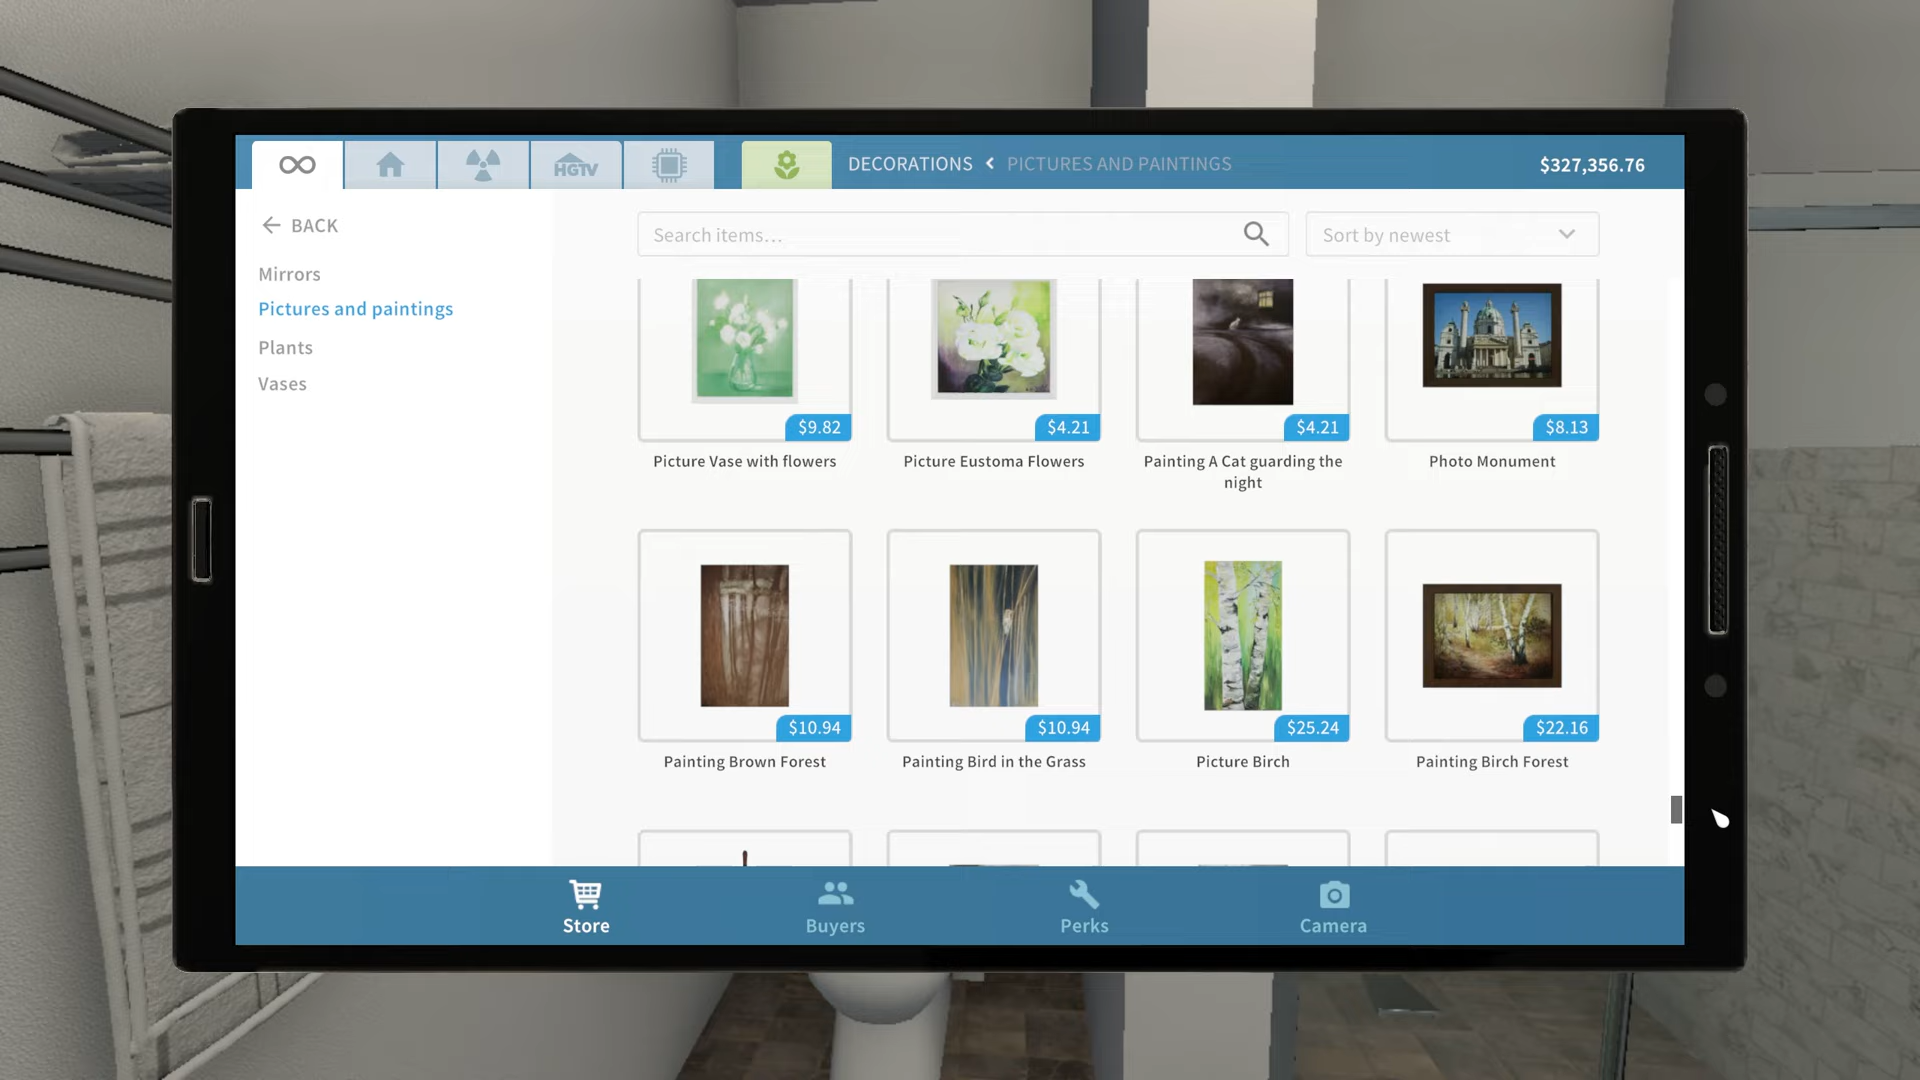 HGTV
DECORATIONS < PICTURES AND PAINTINGS
$327,356.76
BACK
Mirrors
Pictures and paintings
Plants
Vases
Search items...
Sort by newest
$9.82
$4.21
$4.21
$8.13
Picture Vase with flowers
Picture Eustoma Flowers
Painting A Cat guarding the
night
Photo Monument
$10.94
$10.94
$25.24
$22.16
Painting Brown Forest
Painting Bird in the Grass
Picture Birch
Painting Birch Forest
Store
Buyers
Perks
Camera